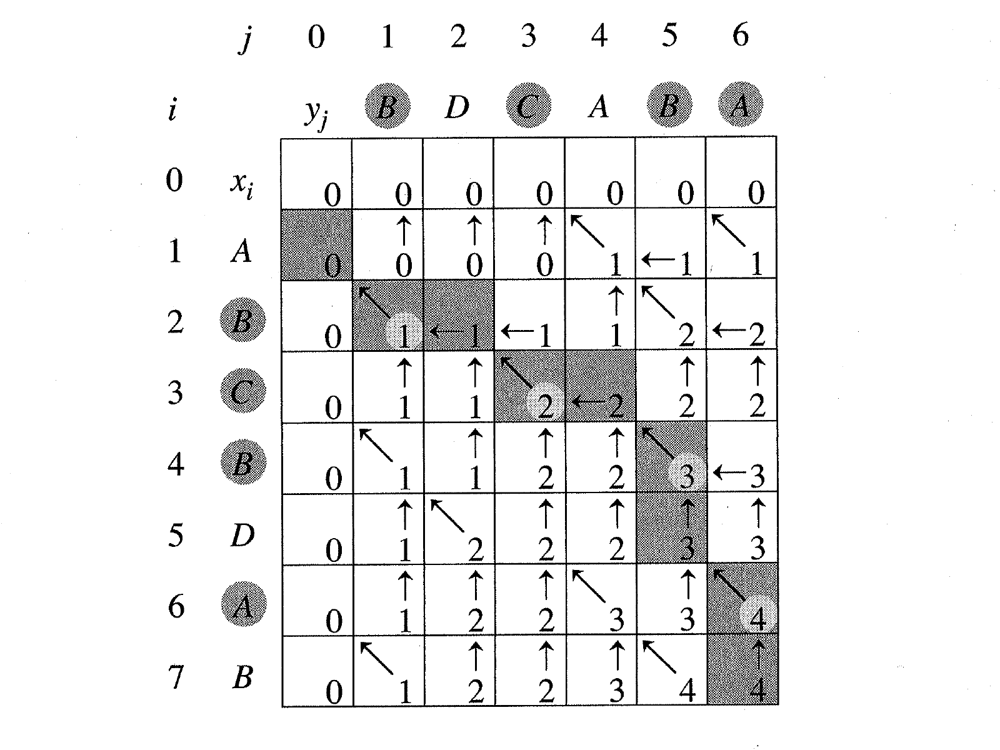 j 0 1 2 3 4 5 6
i yj B D C A B A
0 xi 0 0 0 0 0 0 0
1 A 0 ↑0 ↑0 ↑0 ↖1 ←1 ↖1
2 B 0 ↖1 ←1 ←1 ↑1 ↖2 ←2
3 C 0 ↑1 ↑1 ↖2 ←2 ↑2 ↑2
4 B 0 ↖1 ↑1 ↑2 ↑2 ↖3 ←3
5 D 0 ↑1 ↖2 ↑2 ↑2 ↑3 ↑3
6 A 0 ↑1 ↑2 ↑2 ↖3 ↑3 ↖4
7 B 0 ↖1 ↑2 ↑2 ↑3 ↖4 ↑4